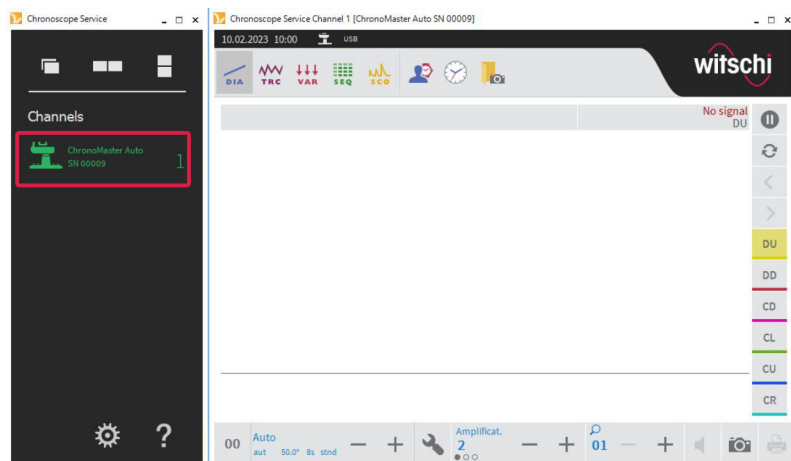 Chronoscope Service
Channels
ChronoMaster Auto
SN 00009
1
?
Chronoscope Service Channel 1 [ChronoMaster Auto SN 00009]
10.02.2023 10:00 USB
DIA TRC VAR SEQ SCO
witschi
No signal
DU
DU
DD
CD
CL
CU
CR
00
Auto
aut 50.0° 8s stnd
Amplificat.
2
01